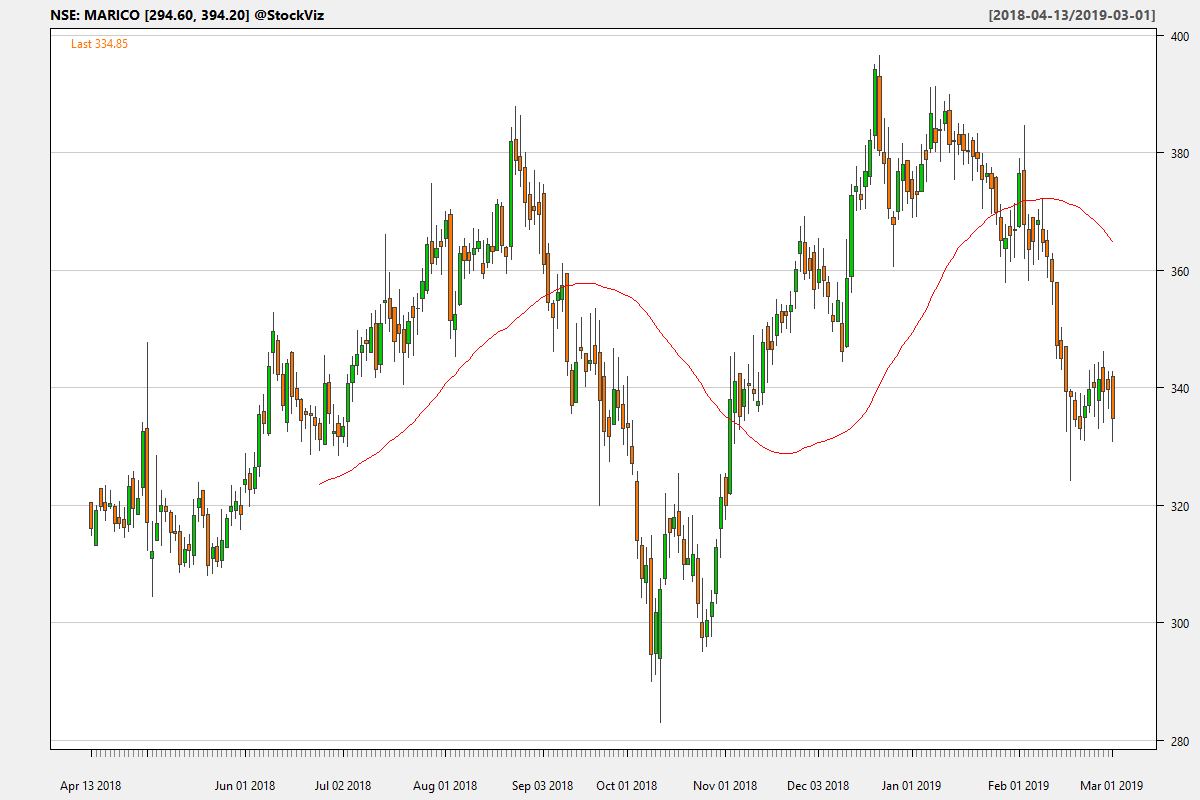 NSE: MARICO [294.60, 394.20] @StockViz
[2018-04-13/2019-03-01]
Last 334.85
400
380
360
340
320
300
280
Apr 13 2018
Jun 01 2018
Jul 02 2018
Aug 01 2018
Sep 03 2018
Oct 01 2018
Nov 01 2018
Dec 03 2018
Jan 01 2019
Feb 01 2019
Mar 01 2019